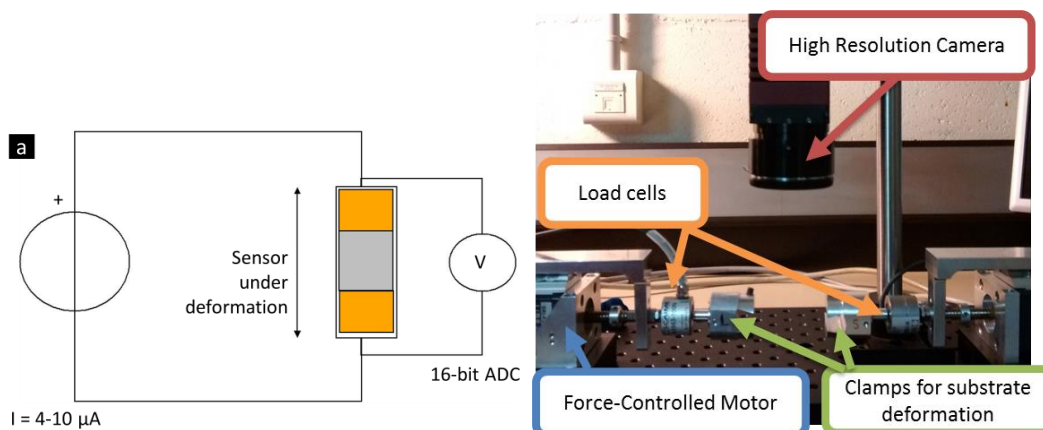 a
+
Sensor
under
deformation
V
16-bit ADC
I = 4-10 µA
High Resolution Camera
Load cells
Force-Controlled Motor
Clamps for substrate
deformation